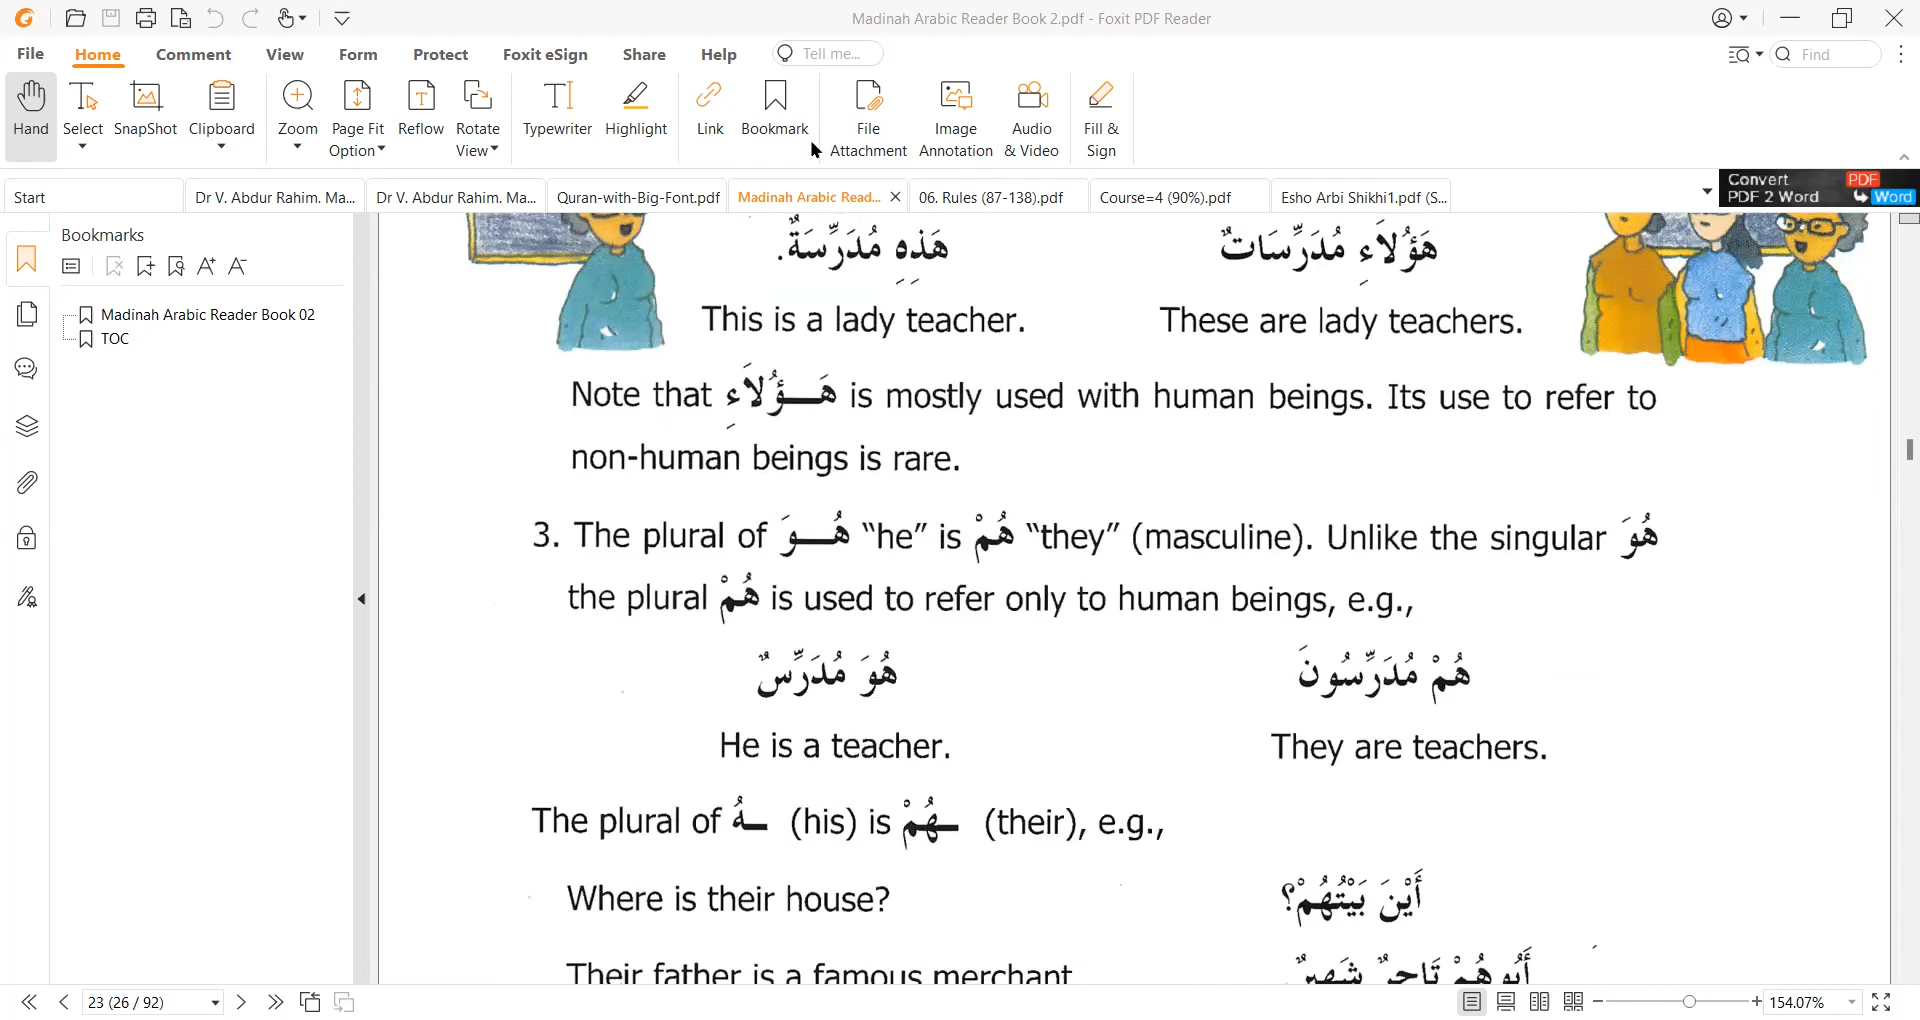 Madinah Arabic Reader Book 2.pdf - Foxit PDF Reader
File Home Comment View Form Protect Foxit eSign Share Help Tell me... Find
Hand Select SnapShot Clipboard Zoom Page Fit Option Reflow Rotate View Typewriter Highlight Link Bookmark File Attachment Image Annotation Audio & Video Fill & Sign
Start Dr V. Abdur Rahim. Ma... Dr V. Abdur Rahim. Ma... Quran-with-Big-Font.pdf Madinah Arabic Read... 06. Rules (87-138).pdf Course=4 (90%).pdf Esho Arbi Shikhi1.pdf (S...
Convert PDF
PDF 2 Word Word
Bookmarks
Madinah Arabic Reader Book 02
TOC
هَذِهِ مُدَرِّسَةٌ. هَؤُلَاءِ مُدَرِّسَاتٌ
This is a lady teacher. These are lady teachers.
Note that هَـؤُلَاءِ is mostly used with human beings. Its use to refer to
non-human beings is rare.
3. The plural of هُـوَ “he” is هُمْ “they” (masculine). Unlike the singular هُوَ
the plural هُمْ is used to refer only to human beings, e.g.,
هُوَ مُدَرِّسٌ هُمْ مُدَرِّسُونَ
He is a teacher. They are teachers.
The plural of ـهُ (his) is ـهُمْ (their), e.g.,
Where is their house? أَيْنَ بَيْتُهُمْ؟
Their father is a famous merchant أَبُوهُمْ تَاجِرٌ شَهِيرٌ
23 (26 / 92) 154.07%